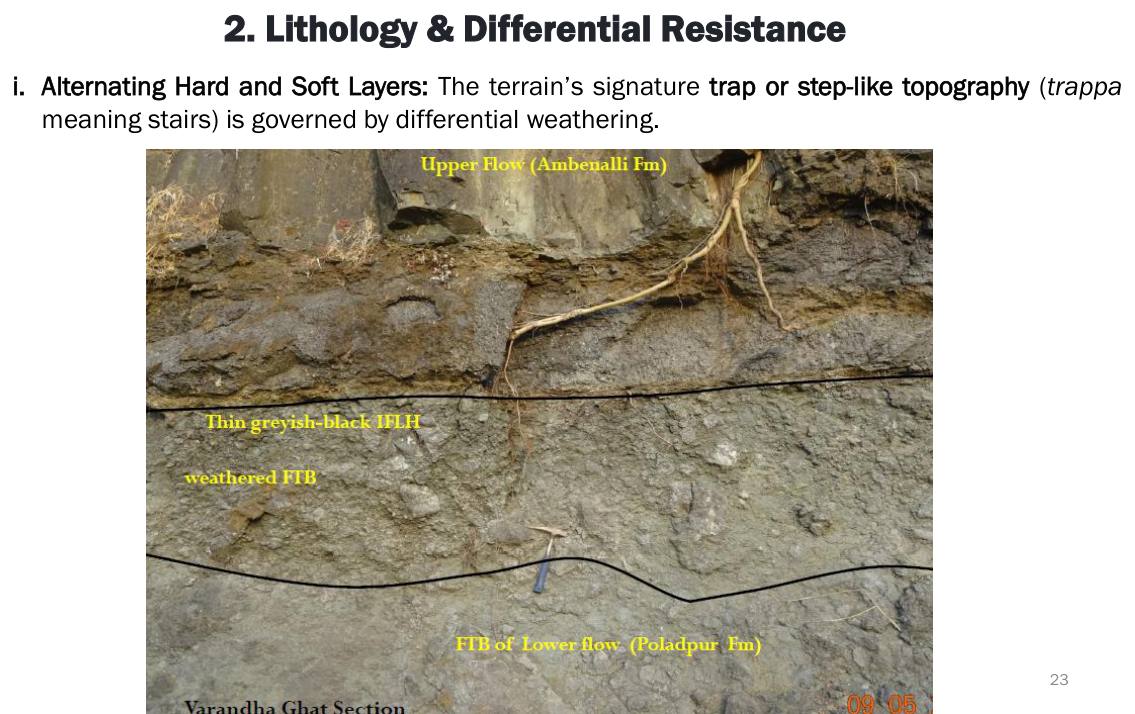 2. Lithology & Differential Resistance
i. Alternating Hard and Soft Layers: The terrain's signature trap or step-like topography (trappa
meaning stairs) is governed by differential weathering.
Upper Flow (Ambenalli Fm)
Thin greyish-black IFLH
weathered FTB
FTB of Lower flow (Poladpur Fm)
Varandha Ghat Section
09 05
23